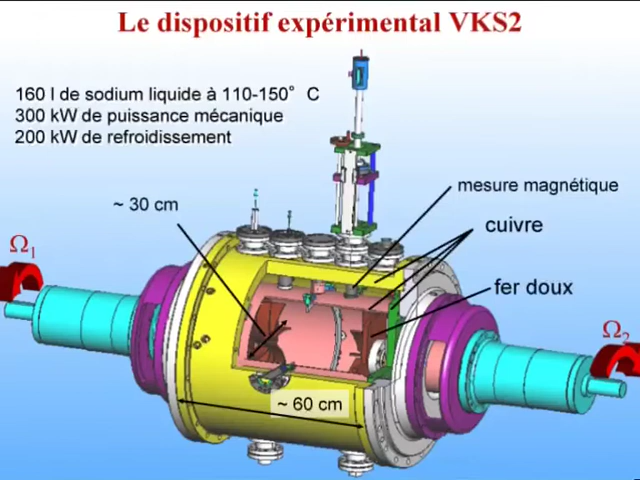 Le dispositif expérimental VKS2
160 l de sodium liquide à 110-150° C
300 kW de puissance mécanique
200 kW de refroidissement
mesure magnétique
~ 30 cm
cuivre
Ω1
fer doux
Ω2
~ 60 cm